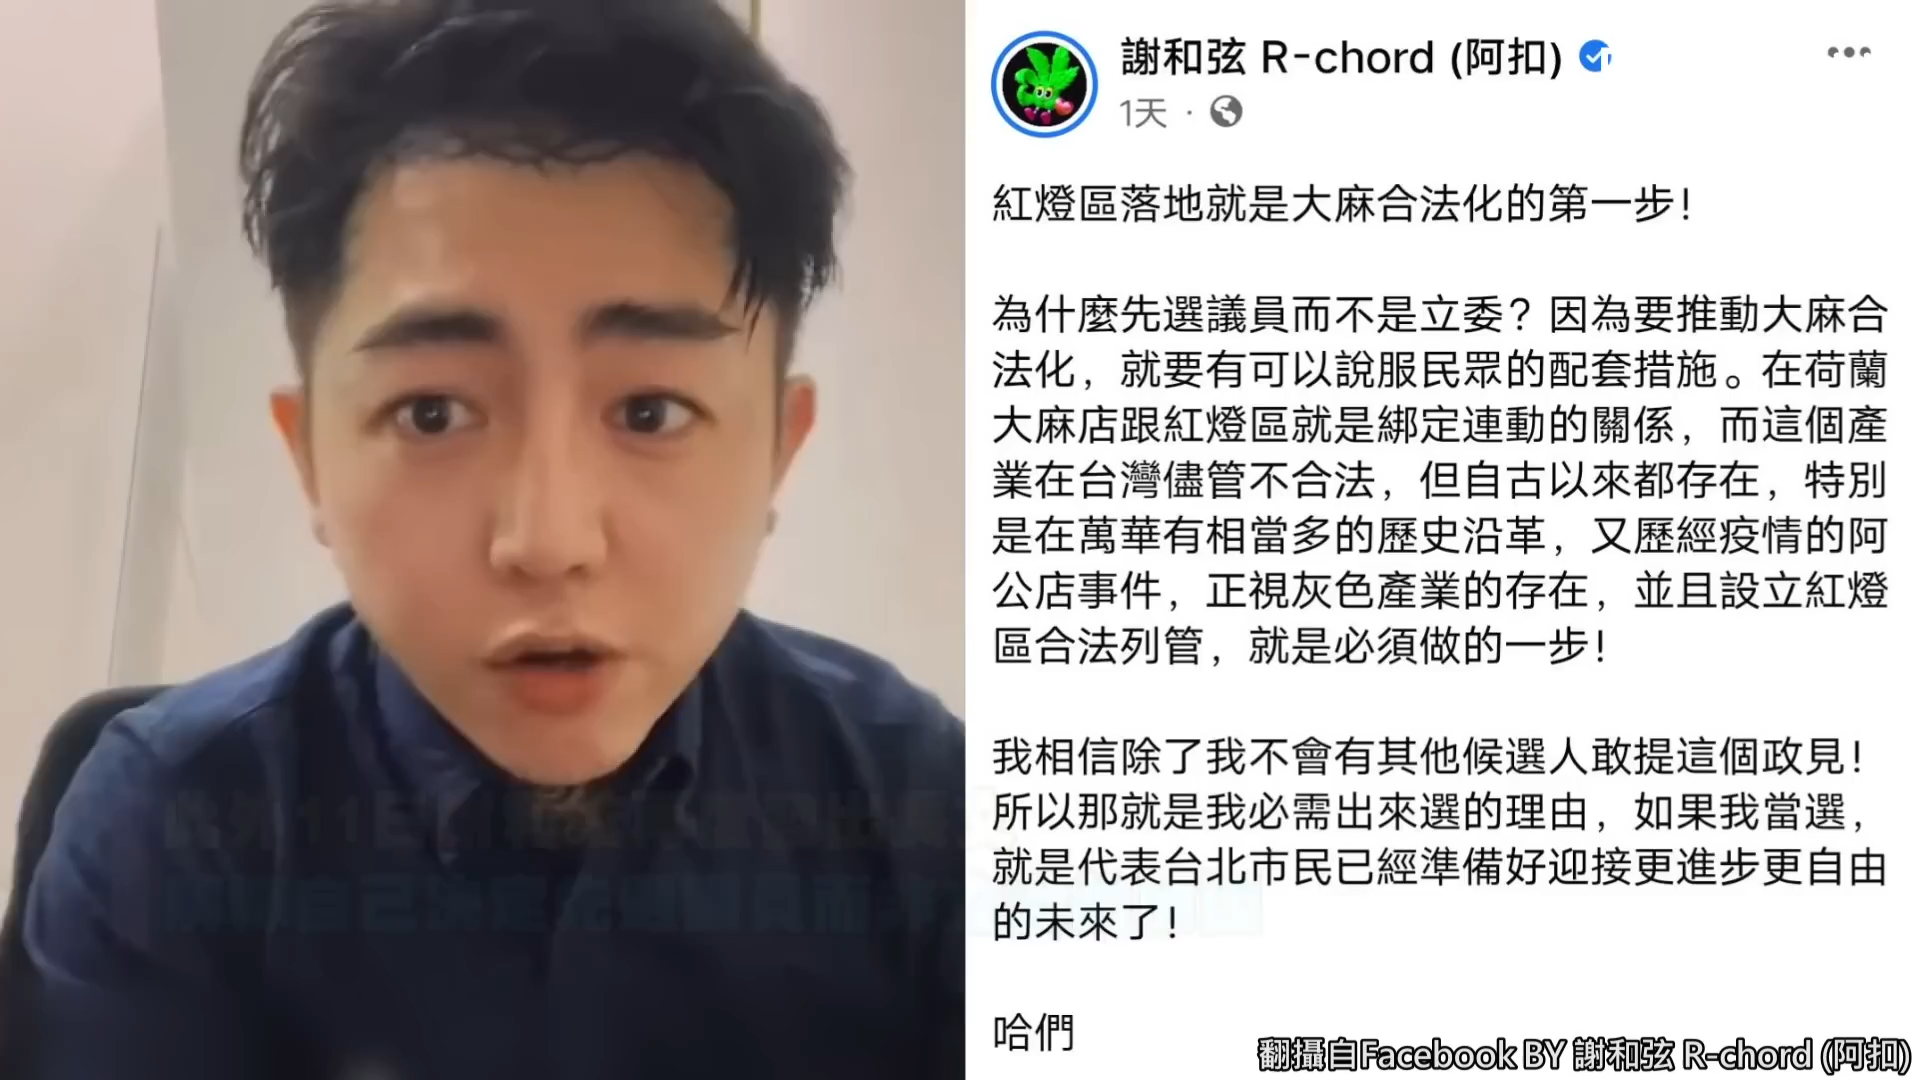 謝和弦 R-chord (阿扣)
1天 ·
紅燈區落地就是大麻合法化的第一步！
為什麼先選議員而不是立委？因為要推動大麻合
法化，就要有可以說服民眾的配套措施。在荷蘭
大麻店跟紅燈區就是綁定連動的關係，而這個產
業在台灣儘管不合法，但自古以來都存在，特別
是在萬華有相當多的歷史沿革，又歷經疫情的阿
公店事件，正視灰色產業的存在，並且設立紅燈
區合法列管，就是必須做的一步！
我相信除了我不會有其他候選人敢提這個政見！
所以那就是我必需出來選的理由，如果我當選，
就是代表台北市民已經準備好迎接更進步更自由
的未來了！
哈們
翻攝自Facebook BY 謝和弦 R-chord (阿扣)